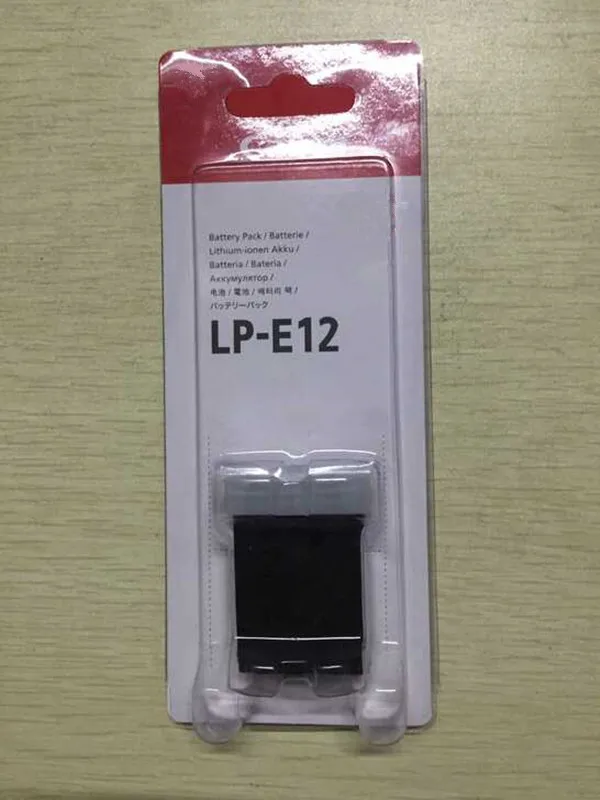 Battery Pack / Batterie /
Lithium-ionen Akku /
Batteria / Bateria /
Аккумулятор /
电池 / 電池 / 배터리 팩 /
バッテリーパック
LP-E12